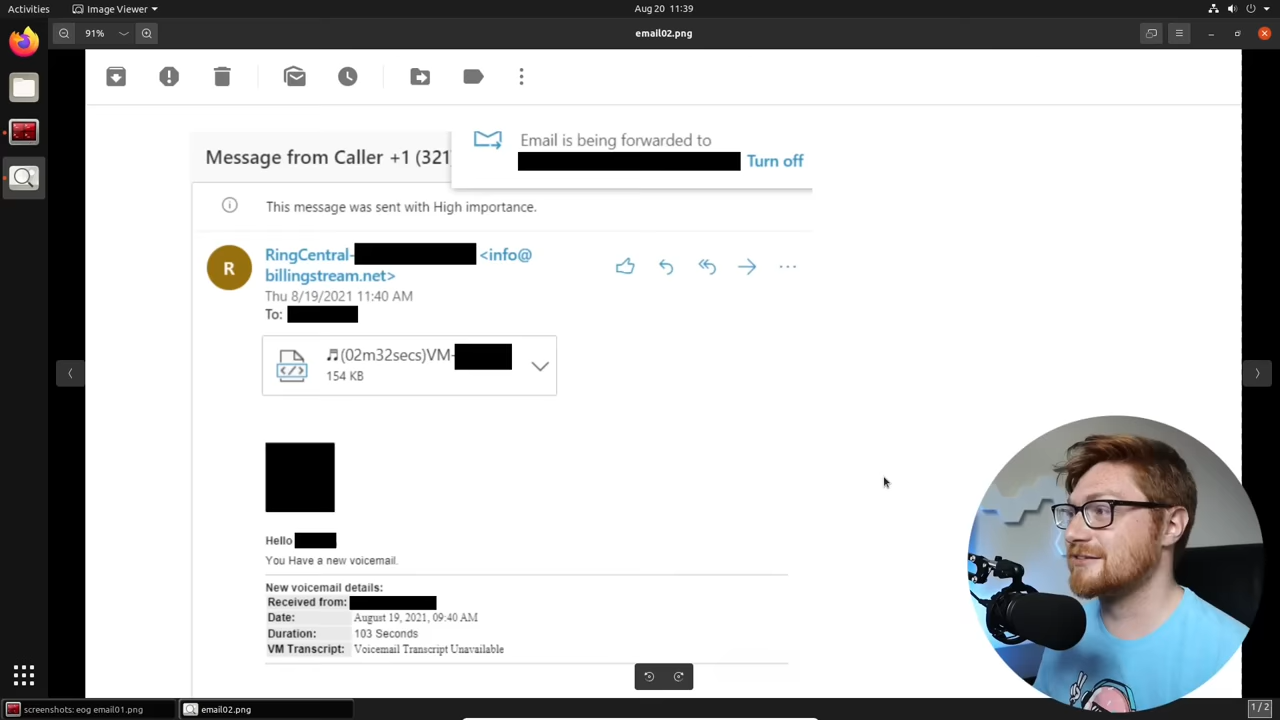 Activities Image Viewer Aug 20 11:39
91% email02.png
Email is being forwarded to
Turn off
Message from Caller +1 (321
This message was sent with High importance.
R
RingCentral- <info@
billingstream.net>
Thu 8/19/2021 11:40 AM
To:
♬(02m32secs)VM-
154 KB
Hello
You Have a new voicemail.
New voicemail details:
Received from:
Date: August 19, 2021, 09:40 AM
Duration: 103 Seconds
VM Transcript: Voicemail Transcript Unavailable
screenshots: eog email01.png email02.png 1 / 2